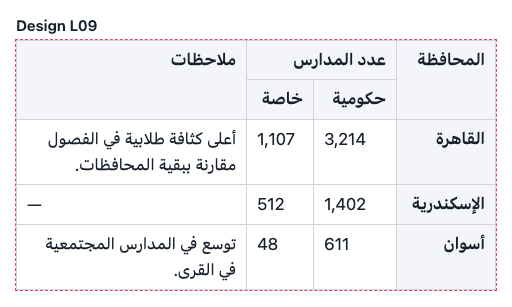 Design L09
المحافظة
عدد المدارس
ملاحظات
حكومية
خاصة
القاهرة
3,214
1,107
أعلى كثافة طلابية في الفصول
مقارنة ببقية المحافظات.
الإسكندرية
1,402
512
—
أسوان
611
48
توسع في المدارس المجتمعية
في القرى.